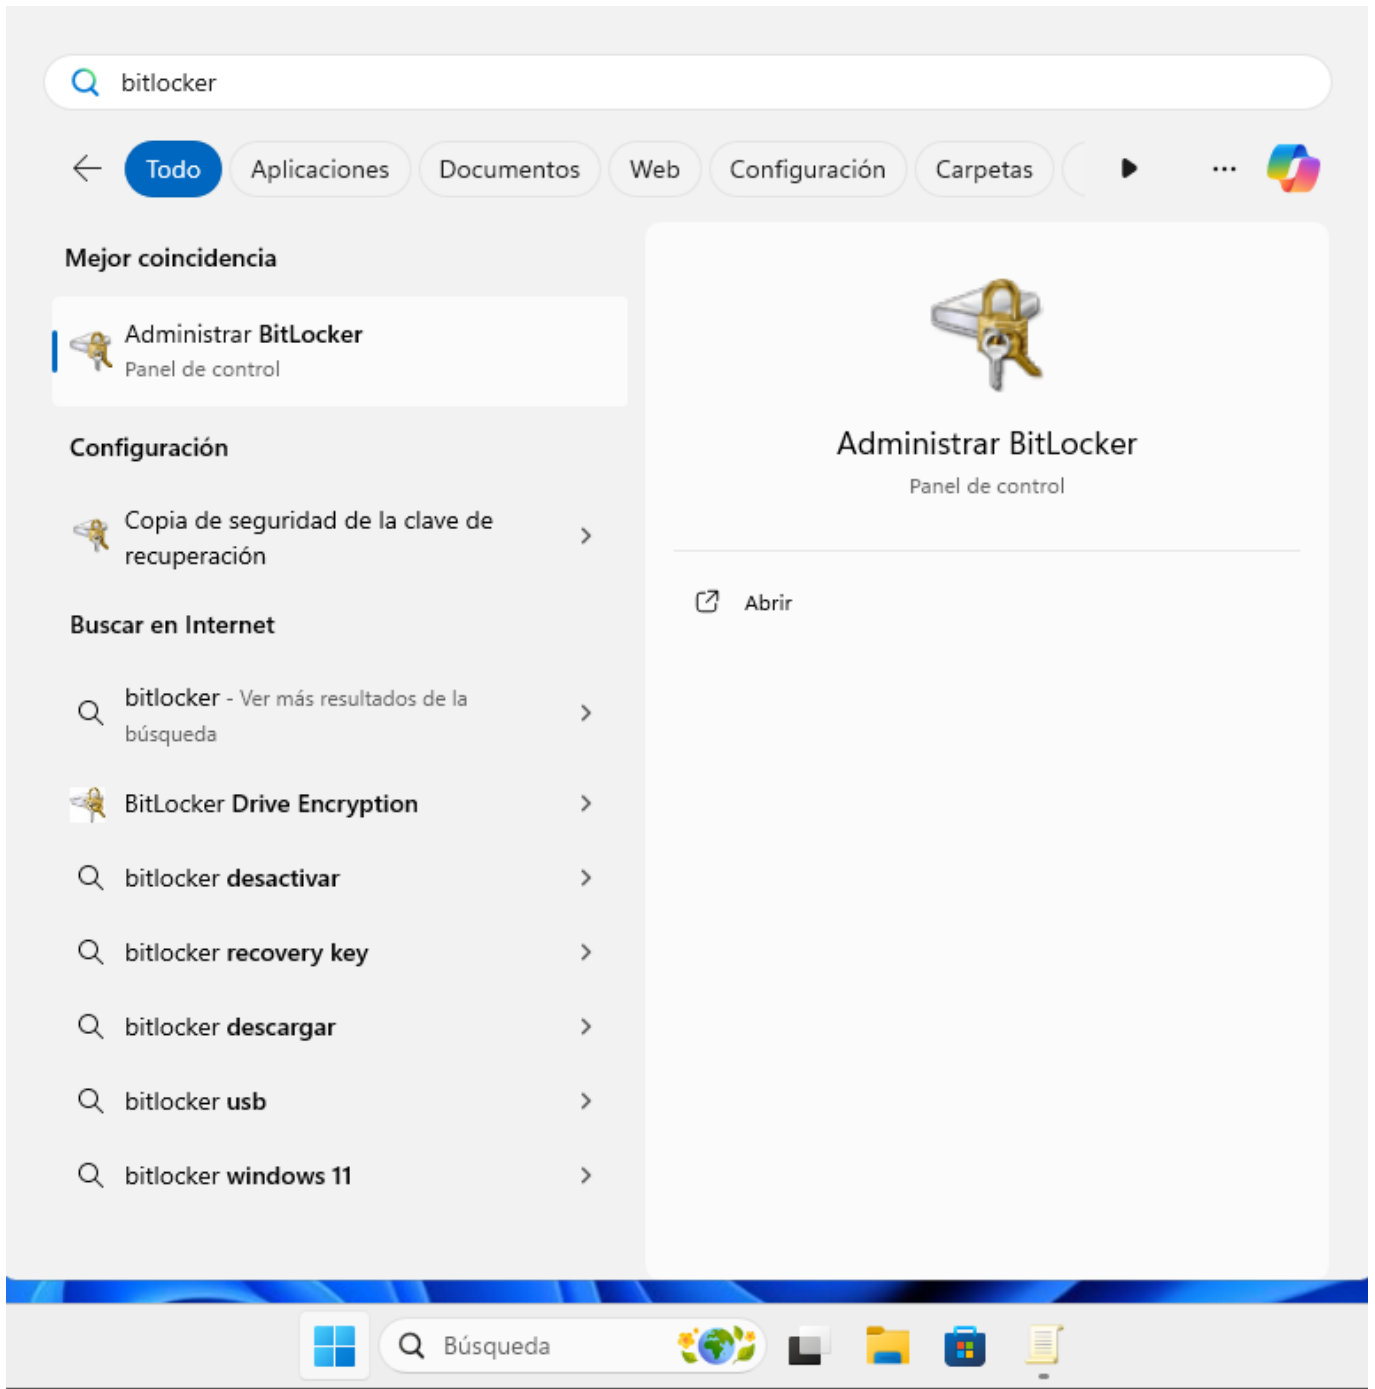 bitlocker
Todo
Aplicaciones
Documentos
Web
Configuración
Carpetas
Mejor coincidencia
Administrar BitLocker
Panel de control
Configuración
Copia de seguridad de la clave de
recuperación
Buscar en Internet
bitlocker - Ver más resultados de la
búsqueda
BitLocker Drive Encryption
bitlocker desactivar
bitlocker recovery key
bitlocker descargar
bitlocker usb
bitlocker windows 11
Administrar BitLocker
Panel de control
Abrir
Búsqueda